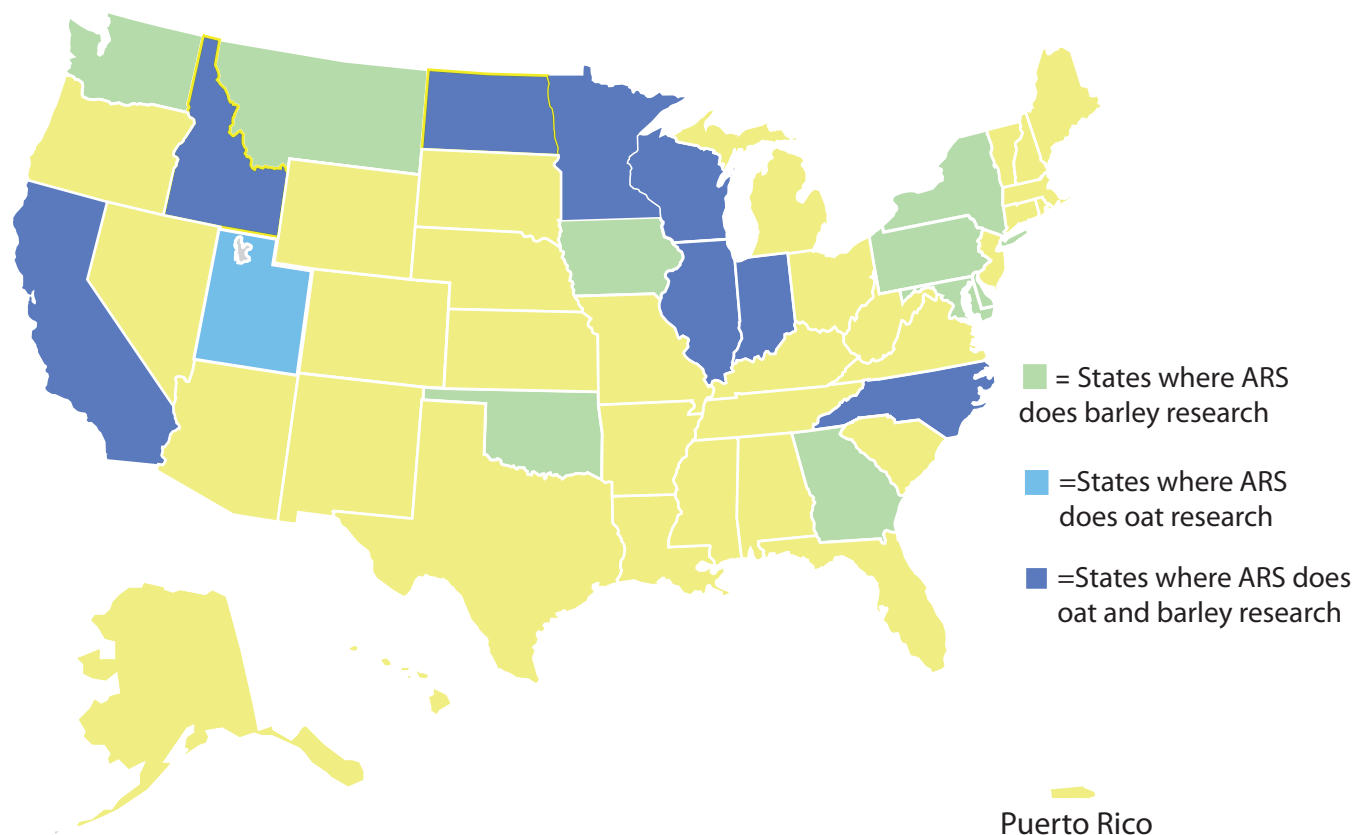 = States where ARS
does barley research
=States where ARS
does oat research
=States where ARS does
oat and barley research
Puerto Rico